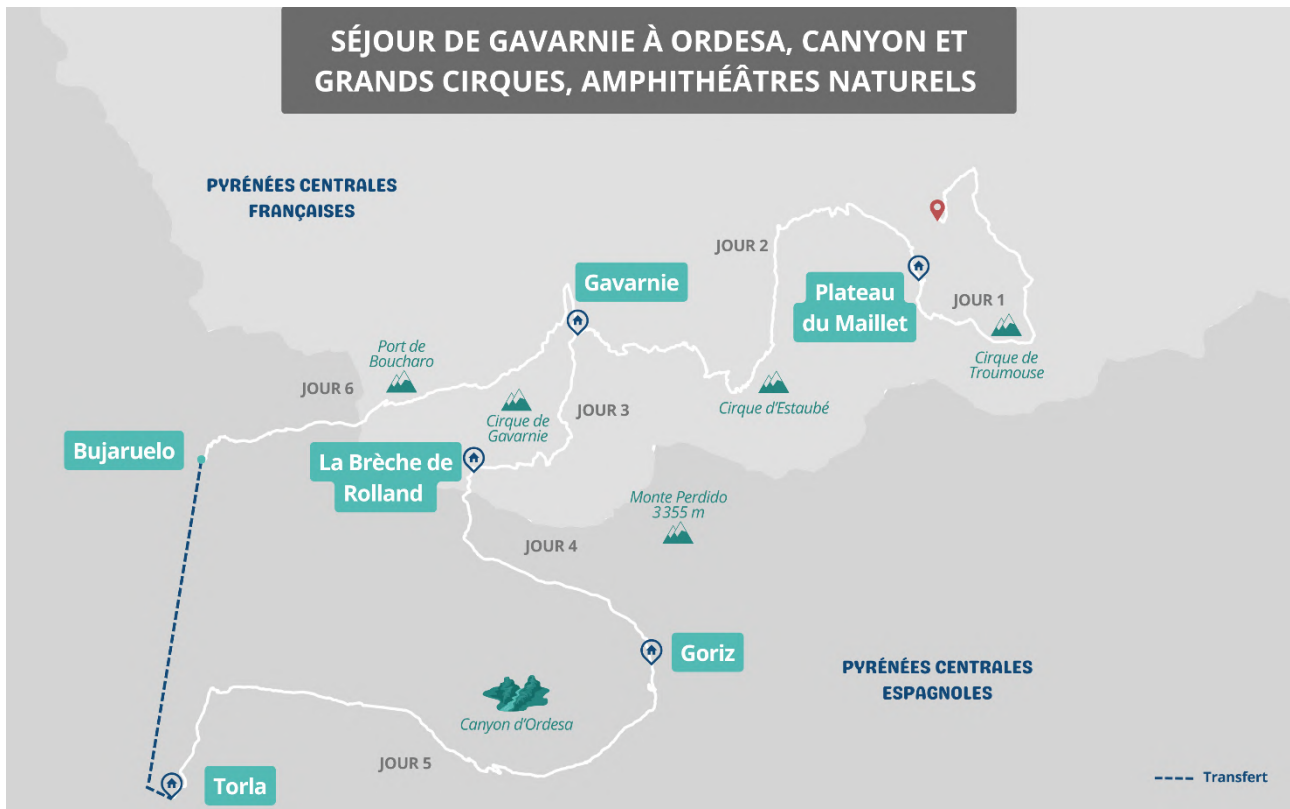 SÉJOUR DE GAVARNIE À ORDESA, CANYON ET
GRANDS CIRQUES, AMPHITHÉÂTRES NATURELS
PYRÉNÉES CENTRALES
FRANÇAISES
JOUR 2
Gavarnie
Plateau
du Maillet
JOUR 1
Cirque de
Troumouse
Port de
Boucharo
JOUR 6
Cirque de
Gavarnie
JOUR 3
Cirque d'Estaubé
Bujaruelo
La Brèche de
Rolland
Monte Perdido
3 355 m
JOUR 4
Goriz
PYRÉNÉES CENTRALES
ESPAGNOLES
Canyon d'Ordesa
JOUR 5
Torla
Transfert